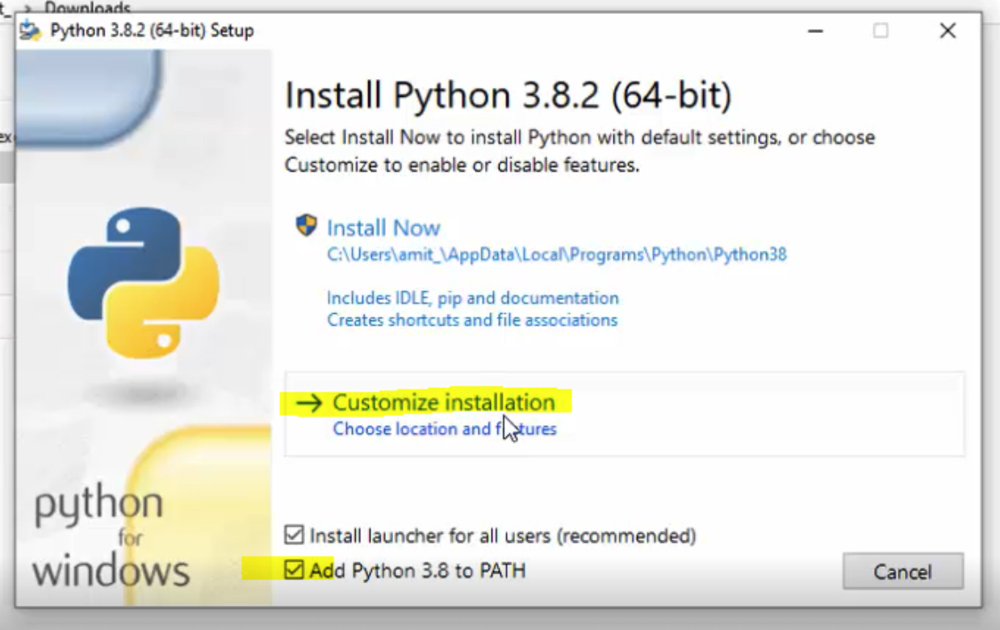 Downloads
Python 3.8.2 (64-bit) Setup
Install Python 3.8.2 (64-bit)
Select Install Now to install Python with default settings, or choose
Customize to enable or disable features.
Install Now
C:\Users\amit_\AppData\Local\Programs\Python\Python38
Includes IDLE, pip and documentation
Creates shortcuts and file associations
Customize installation
Choose location and features
python
for
windows
Install launcher for all users (recommended)
Add Python 3.8 to PATH
Cancel